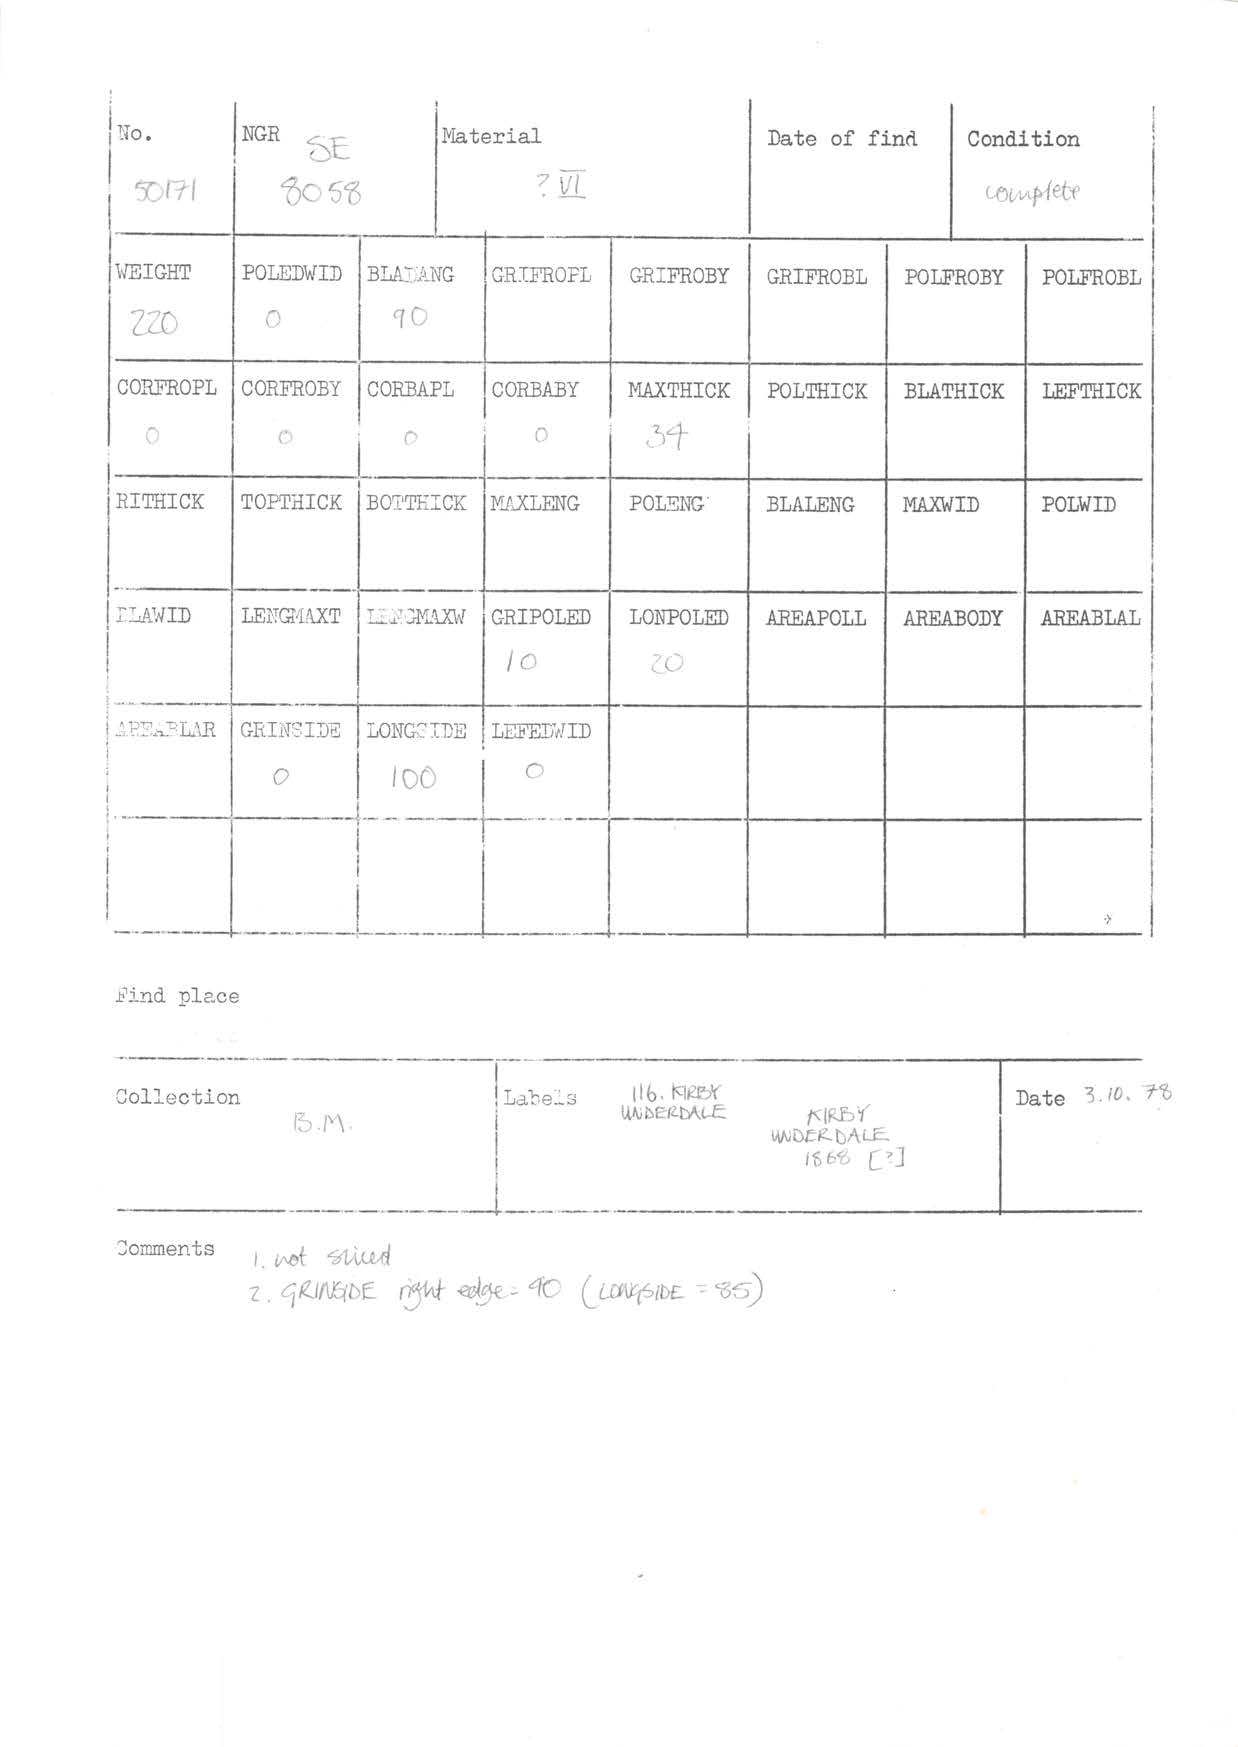 No.
50171
NGR SE
8058
Material
? VI
Date of find
Condition
complete
WEIGHT POLEDWID BLADANG GRIFROPL GRIFROBY GRIFROBL POLFROBY POLFROBL
220 0 90
CORFROPL CORFROBY CORBAPL CORBABY MAXTHICK POLTHICK BLATHICK LEFTHICK
0 0 0 0 34
RITHICK TOPTHICK BOTTHICK MAXLENG POLENG BLALENG MAXWID POLWID
BLAWID LENGMAXT LENGMAXW GRIPOLED LONPOLED AREAPOLL AREABODY AREABLAL
10 20
AREABLAR GRINSIDE LONGSIDE LEFEDWID
0 100 0
Find place
Collection
B.M.
Labels
116. KIRBY
UNDERDALE
KIRBY
UNDERDALE
1868 [?]
Date 3.10.78
Comments
1. not sliced
2. GRINSIDE right edge = 90 (LONGSIDE = 85)